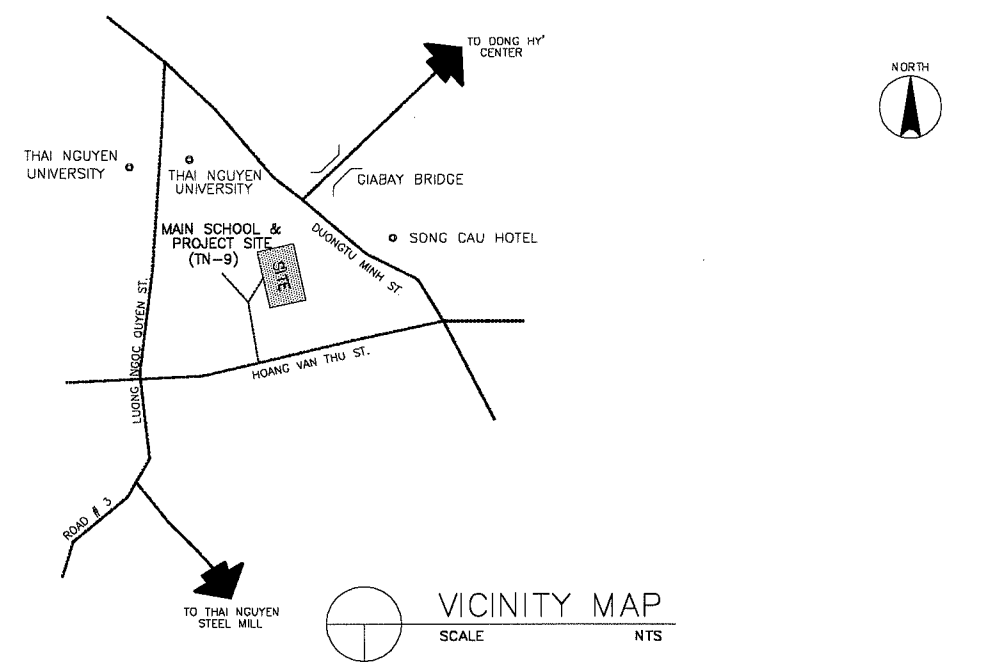 TO DONG HY'
CENTER
NORTH
THAI NGUYEN
UNIVERSITY
THAI NGUYEN
UNIVERSITY
GIABAY BRIDGE
MAIN SCHOOL &
PROJECT SITE
(TN-9)
SITE
DUONGTU MINH ST.
SONG CAU HOTEL
LUONG NGOC QUYEN ST.
HOANG VAN THU ST.
ROAD # 3
TO THAI NGUYEN
STEEL MILL
VICINITY MAP
SCALE NTS